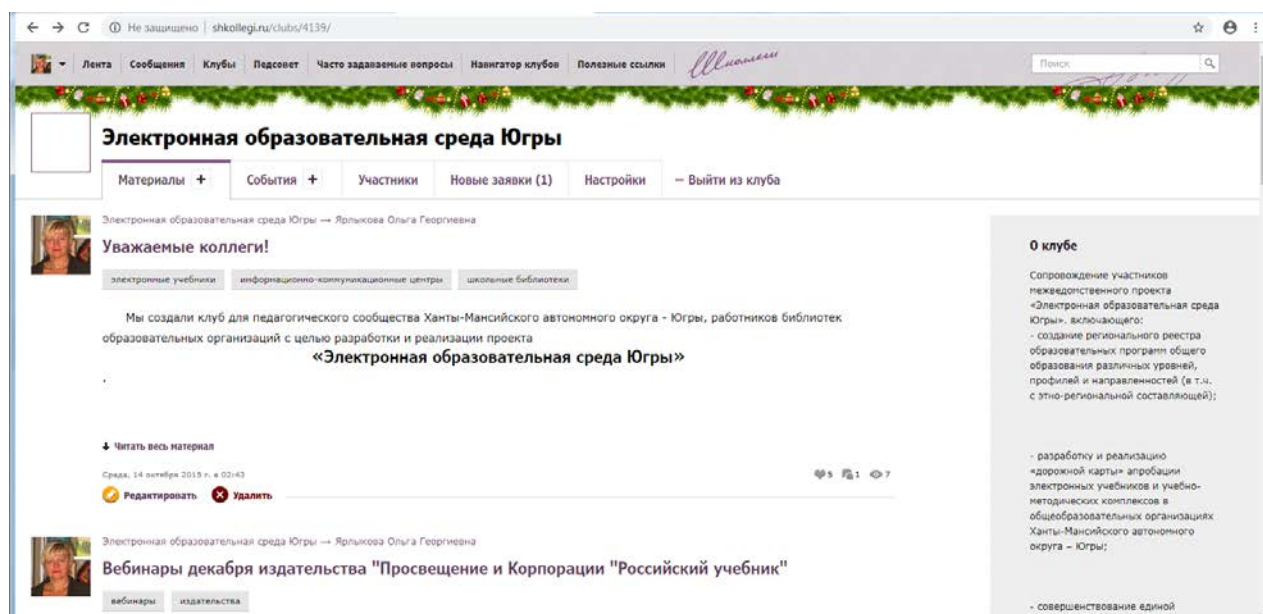 Не защищено | shkollegi.ru/clubs/4139/
Лента Сообщения Клубы Педсовет Часто задаваемые вопросы Навигатор клубов Полезные ссылки
Поиск
Электронная образовательная среда Югры
Материалы + События + Участники Новые заявки (1) Настройки — Выйти из клуба
Электронная образовательная среда Югры → Ярлыкова Ольга Георгиевна
Уважаемые коллеги!
электронные учебники информационно-коммуникационные центры школьные библиотеки
Мы создали клуб для педагогического сообщества Ханты-Мансийского автономного округа - Югры, работников библиотек
образовательных организаций с целью разработки и реализации проекта
«Электронная образовательная среда Югры»
.
Читать весь материал
Среда, 14 октября 2015 г. в 02:43
5 1 7
Редактировать Удалить
Электронная образовательная среда Югры → Ярлыкова Ольга Георгиевна
Вебинары декабря издательства "Просвещение и Корпорации "Российский учебник"
вебинары издательства
О клубе
Сопровождение участников
межведомственного проекта
«Электронная образовательная среда
Югры». включающего:
- создание регионального реестра
образовательных программ общего
образования различных уровней,
профилей и направленностей (в т.ч.
с этно-региональной составляющей);
- разработку и реализацию
«дорожной карты» апробации
электронных учебников и учебно-
методических комплексов в
общеобразовательных организациях
Ханты-Мансийского автономного
округа – Югры;
- совершенствование единой